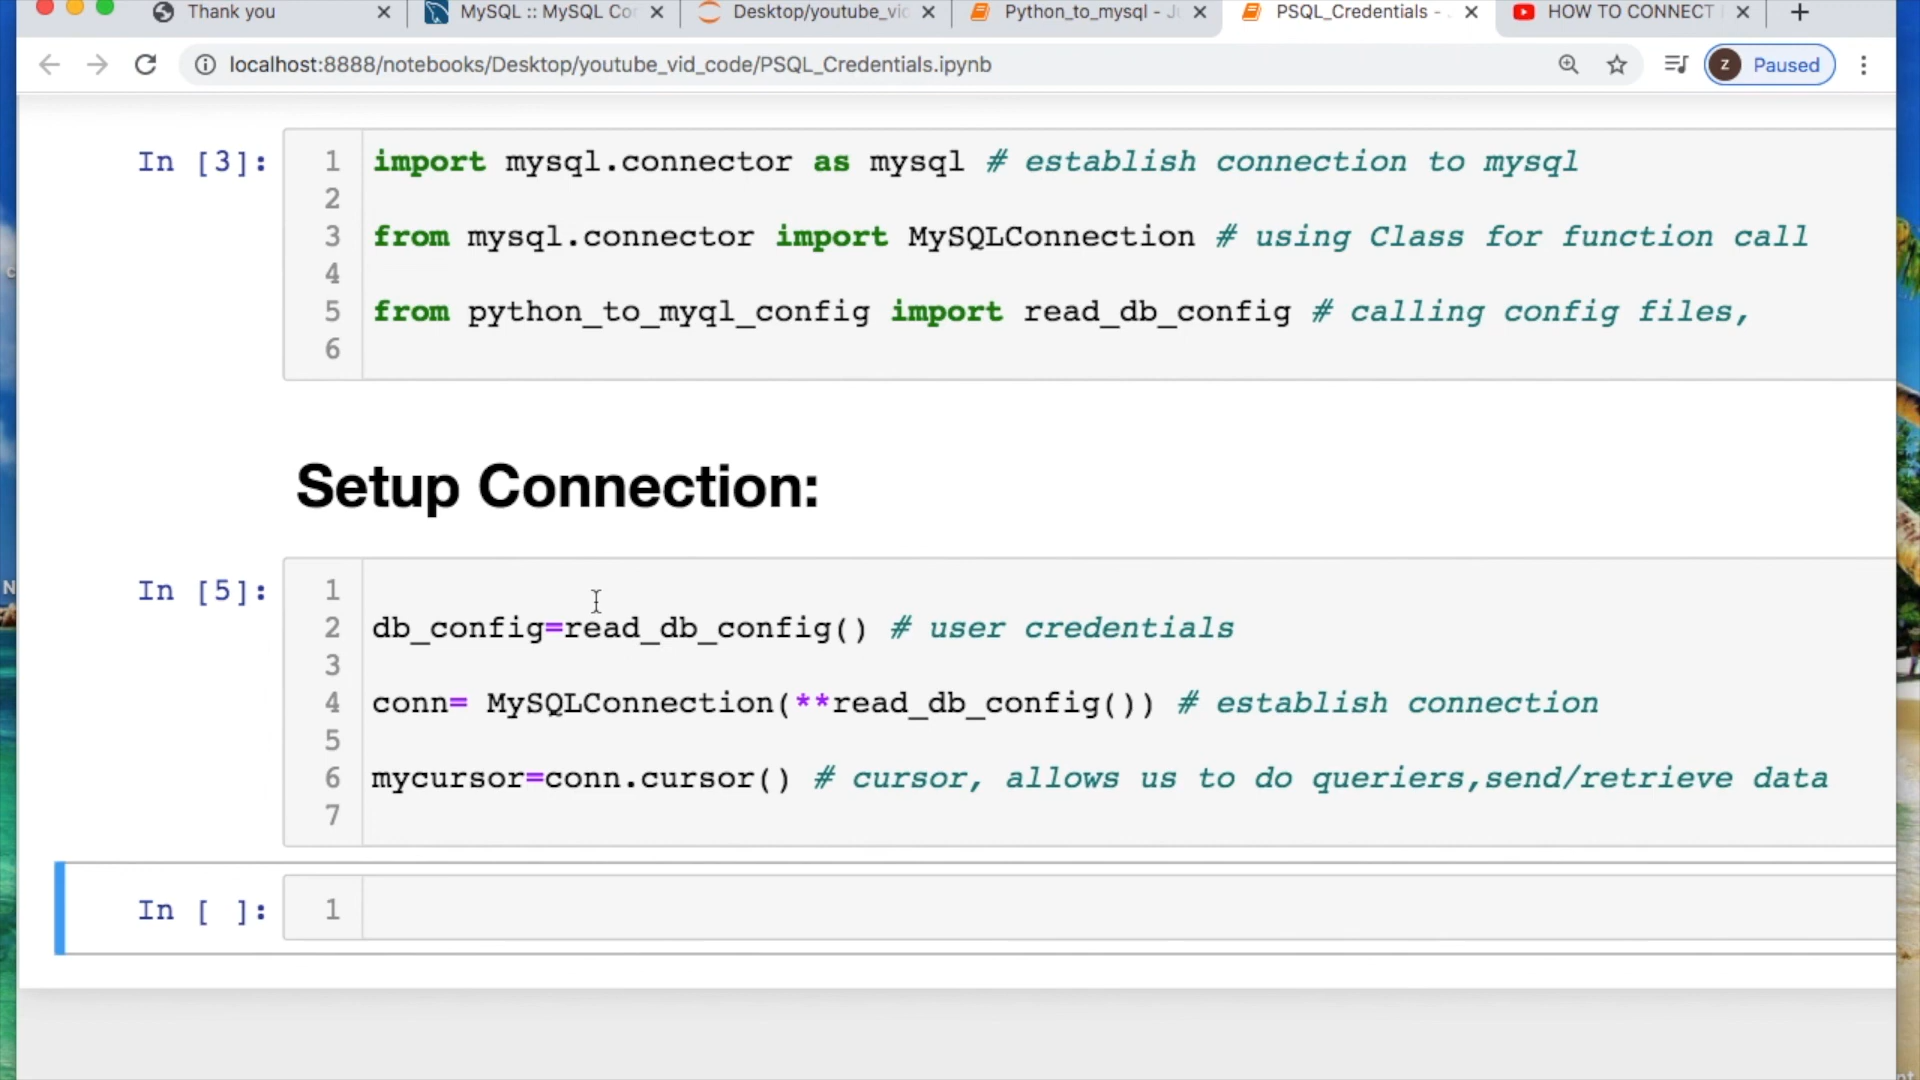 Thank you
MySQL :: MySQL Co
Desktop/youtube_vi
Python_to_mysql - Ju
PSQL_Credentials -
HOW TO CONNECT
localhost:8888/notebooks/Desktop/youtube_vid_code/PSQL_Credentials.ipynb
Z Paused
In [3]:
1 import mysql.connector as mysql # establish connection to mysql
2
3 from mysql.connector import MySQLConnection # using Class for function call
4
5 from python_to_myql_config import read_db_config # calling config files,
6
Setup Connection:
In [5]:
1
2 db_config=read_db_config() # user credentials
3
4 conn= MySQLConnection(**read_db_config()) # establish connection
5
6 mycursor=conn.cursor() # cursor, allows us to do queriers,send/retrieve data
7
In [ ]:
1